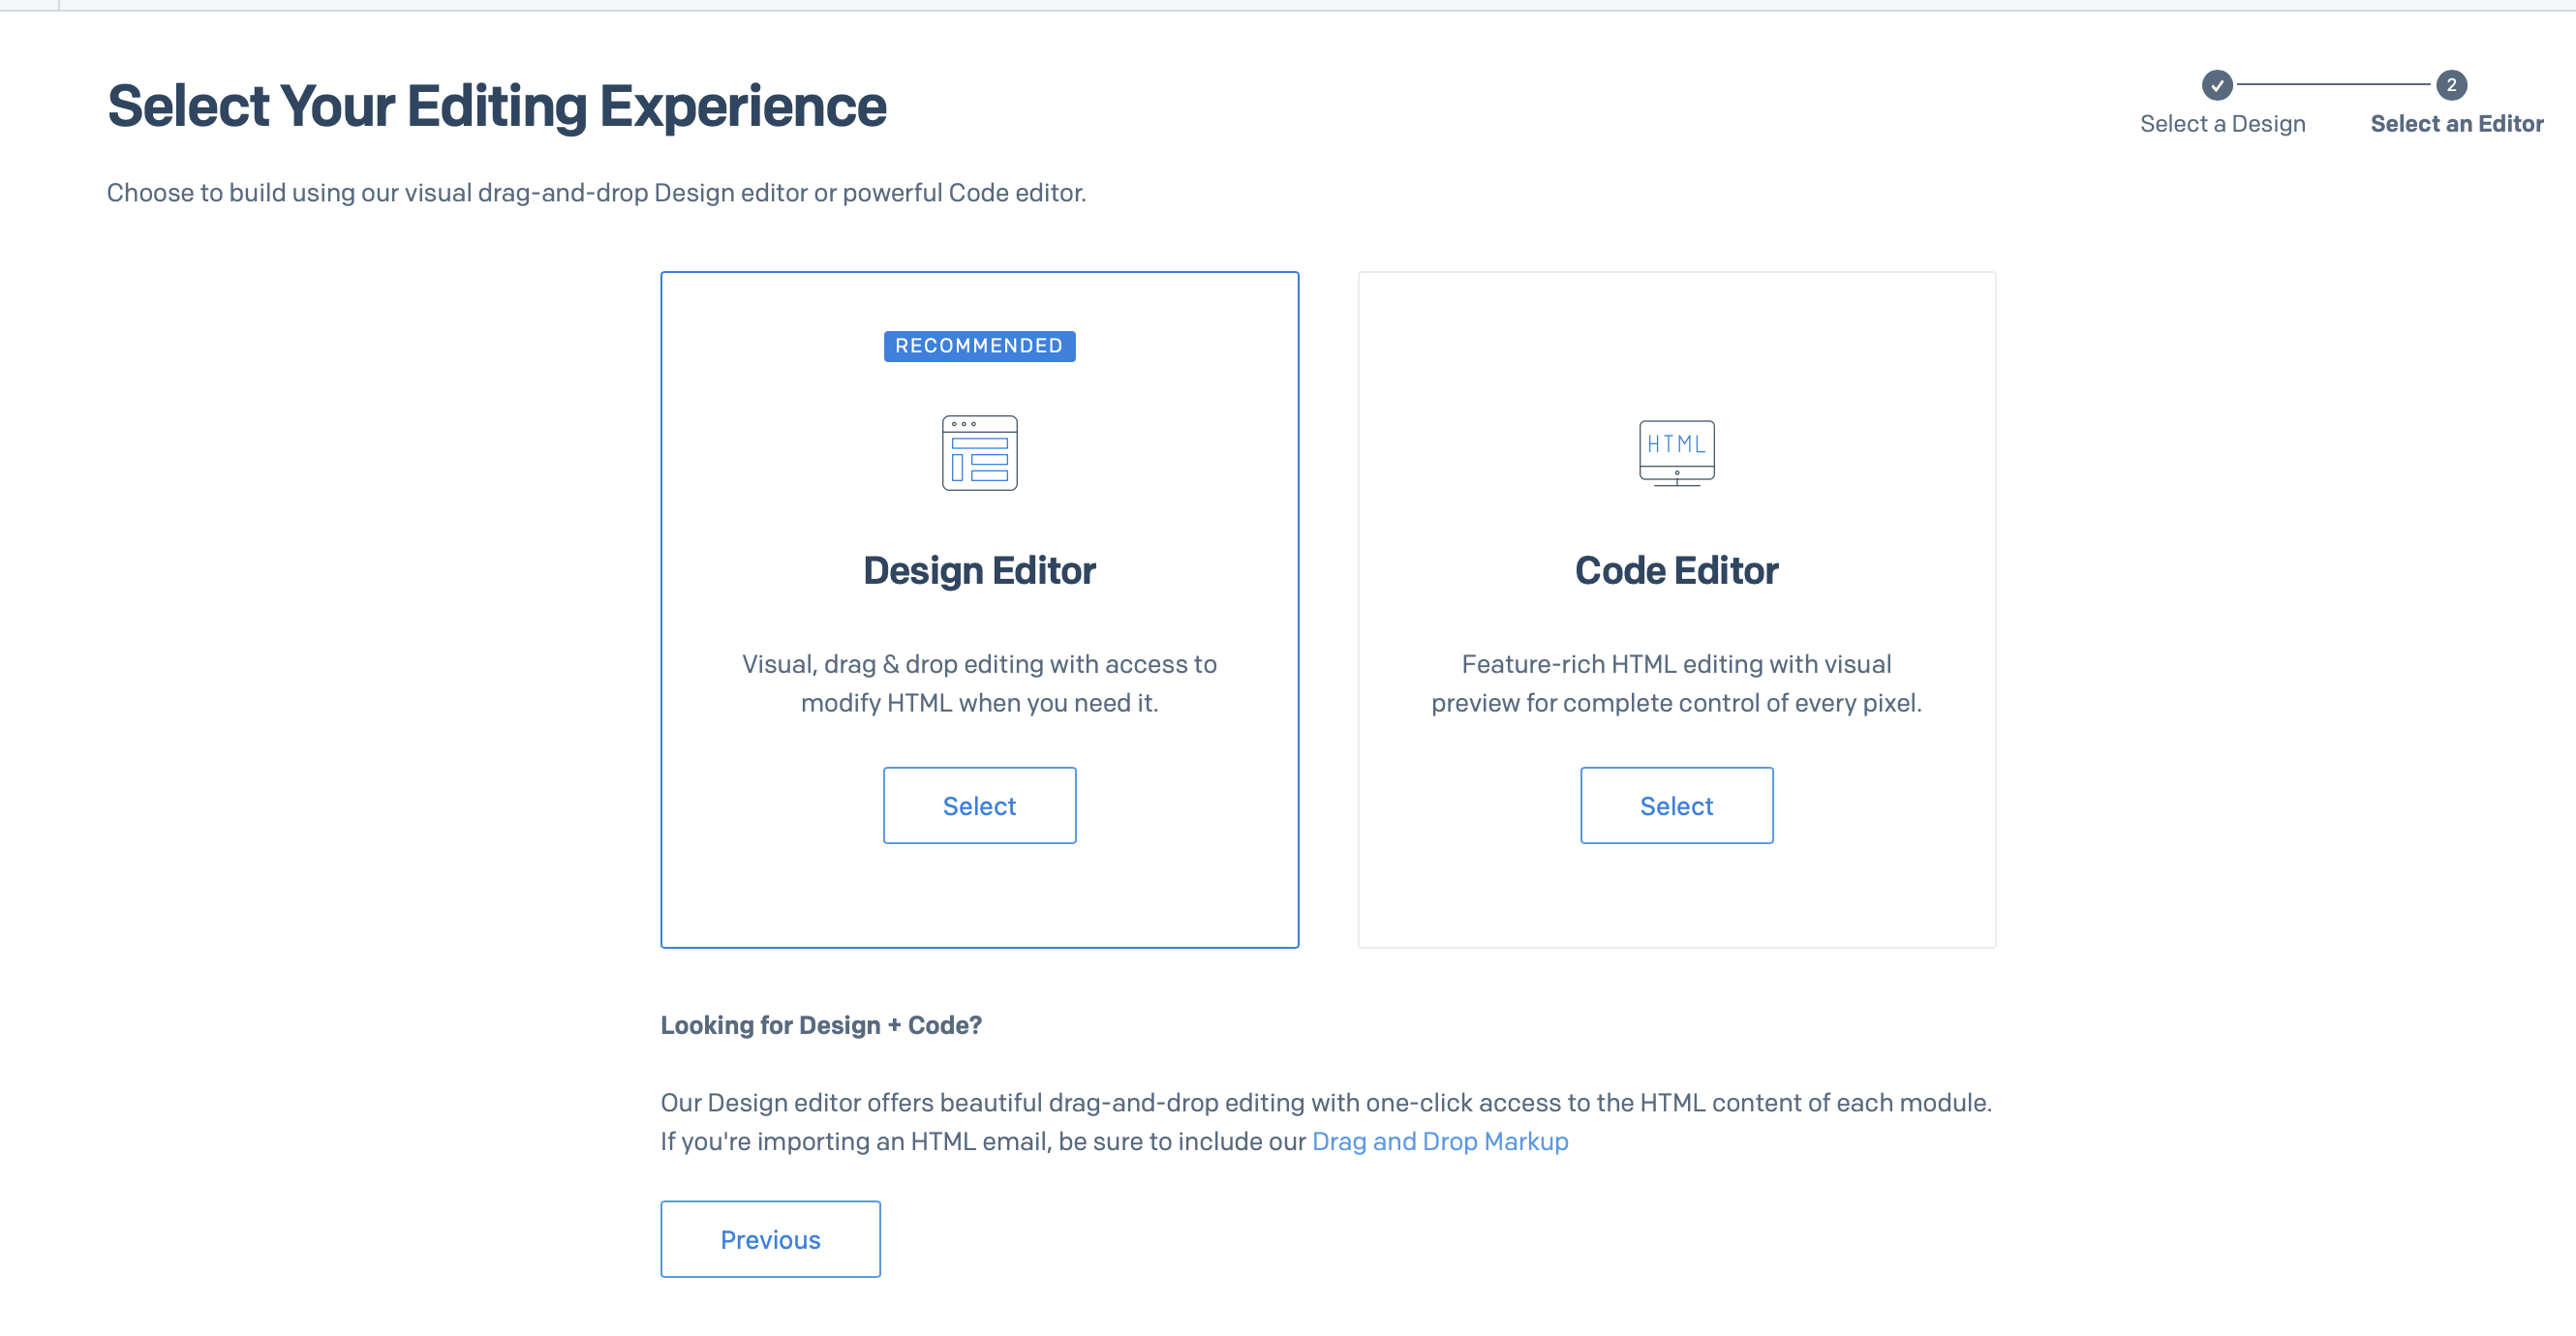 Select Your Editing Experience
2
Select a Design
Select an Editor
Choose to build using our visual drag-and-drop Design editor or powerful Code editor.
RECOMMENDED
Design Editor
Visual, drag & drop editing with access to
modify HTML when you need it.
Select
HTML
Code Editor
Feature-rich HTML editing with visual
preview for complete control of every pixel.
Select
Looking for Design + Code?
Our Design editor offers beautiful drag-and-drop editing with one-click access to the HTML content of each module.
If you're importing an HTML email, be sure to include our Drag and Drop Markup
Previous